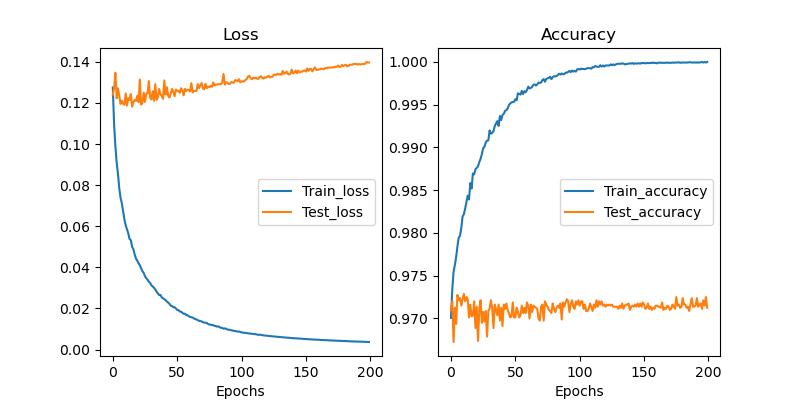 Loss
0.14
0.12
0.10
0.08
0.06
0.04
0.02
0.00
Train_loss
Test_loss
0 50 100 150 200
Epochs
Accuracy
1.000
0.995
0.990
0.985
0.980
0.975
0.970
Train_accuracy
Test_accuracy
0 50 100 150 200
Epochs